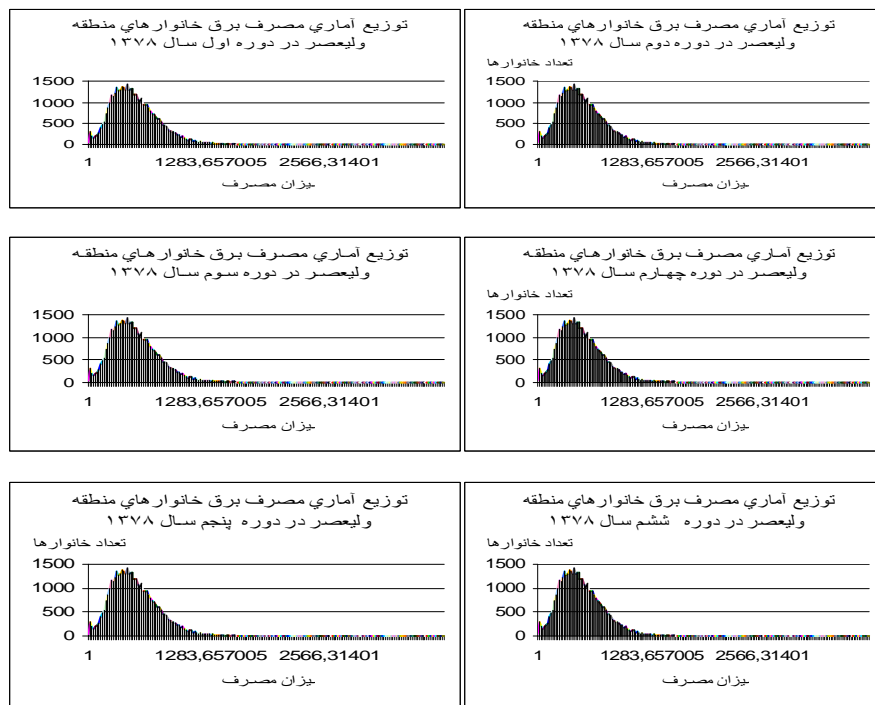 توزيع آماري مصرف برق خانوارهاي منطقه
وليعصر در دوره اول سال ۱۳۷۸
1500
1000
500
0
1 1283,657005 2566,31401
ـيزان مصرف
توزيع آماري مصرف برق خانوارهاي منطقه
وليعصر در دوره دوم سال ۱۳۷۸
تعداد خانوارها
1500
1000
500
0
1 1283,657005 2566,31401
ـيزان مصرف
توزيع آماري مصرف برق خانوارهاي منطقه
وليعصر در دوره سوم سال ۱۳۷۸
1500
1000
500
0
1 1283,657005 2566,31401
ـيزان مصرف
توزيع آماري مصرف برق خانوارهاي منطقه
وليعصر در دوره چهارم سال ۱۳۷۸
تعداد خانوارها
1500
1000
500
0
1 1283,657005 2566,31401
ـيزان مصرف
توزيع آماري مصرف برق خانوارهاي منطقه
وليعصر در دوره پنجم سال ۱۳۷۸
تعداد خانوارها
1500
1000
500
0
1 1283,657005 2566,31401
ـيزان مصرف
توزيع آماري مصرف برق خانوارهاي منطقه
وليعصر در دوره ششم سال ۱۳۷۸
تعداد خانوارها
1500
1000
500
0
1 1283,657005 2566,31401
ـيزان مصرف